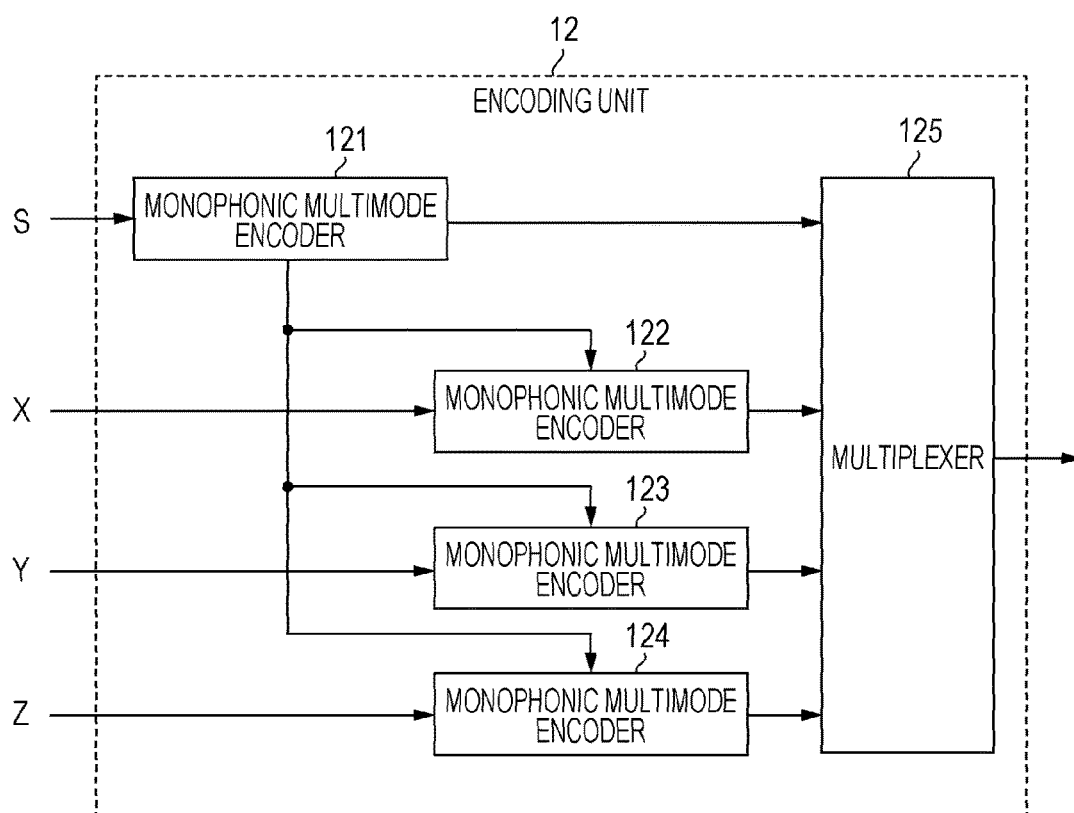 12
ENCODING UNIT
121
125
S
MONOPHONIC MULTIMODE
ENCODER
122
X
MONOPHONIC MULTIMODE
ENCODER
MULTIPLEXER
123
Y
MONOPHONIC MULTIMODE
ENCODER
124
Z
MONOPHONIC MULTIMODE
ENCODER